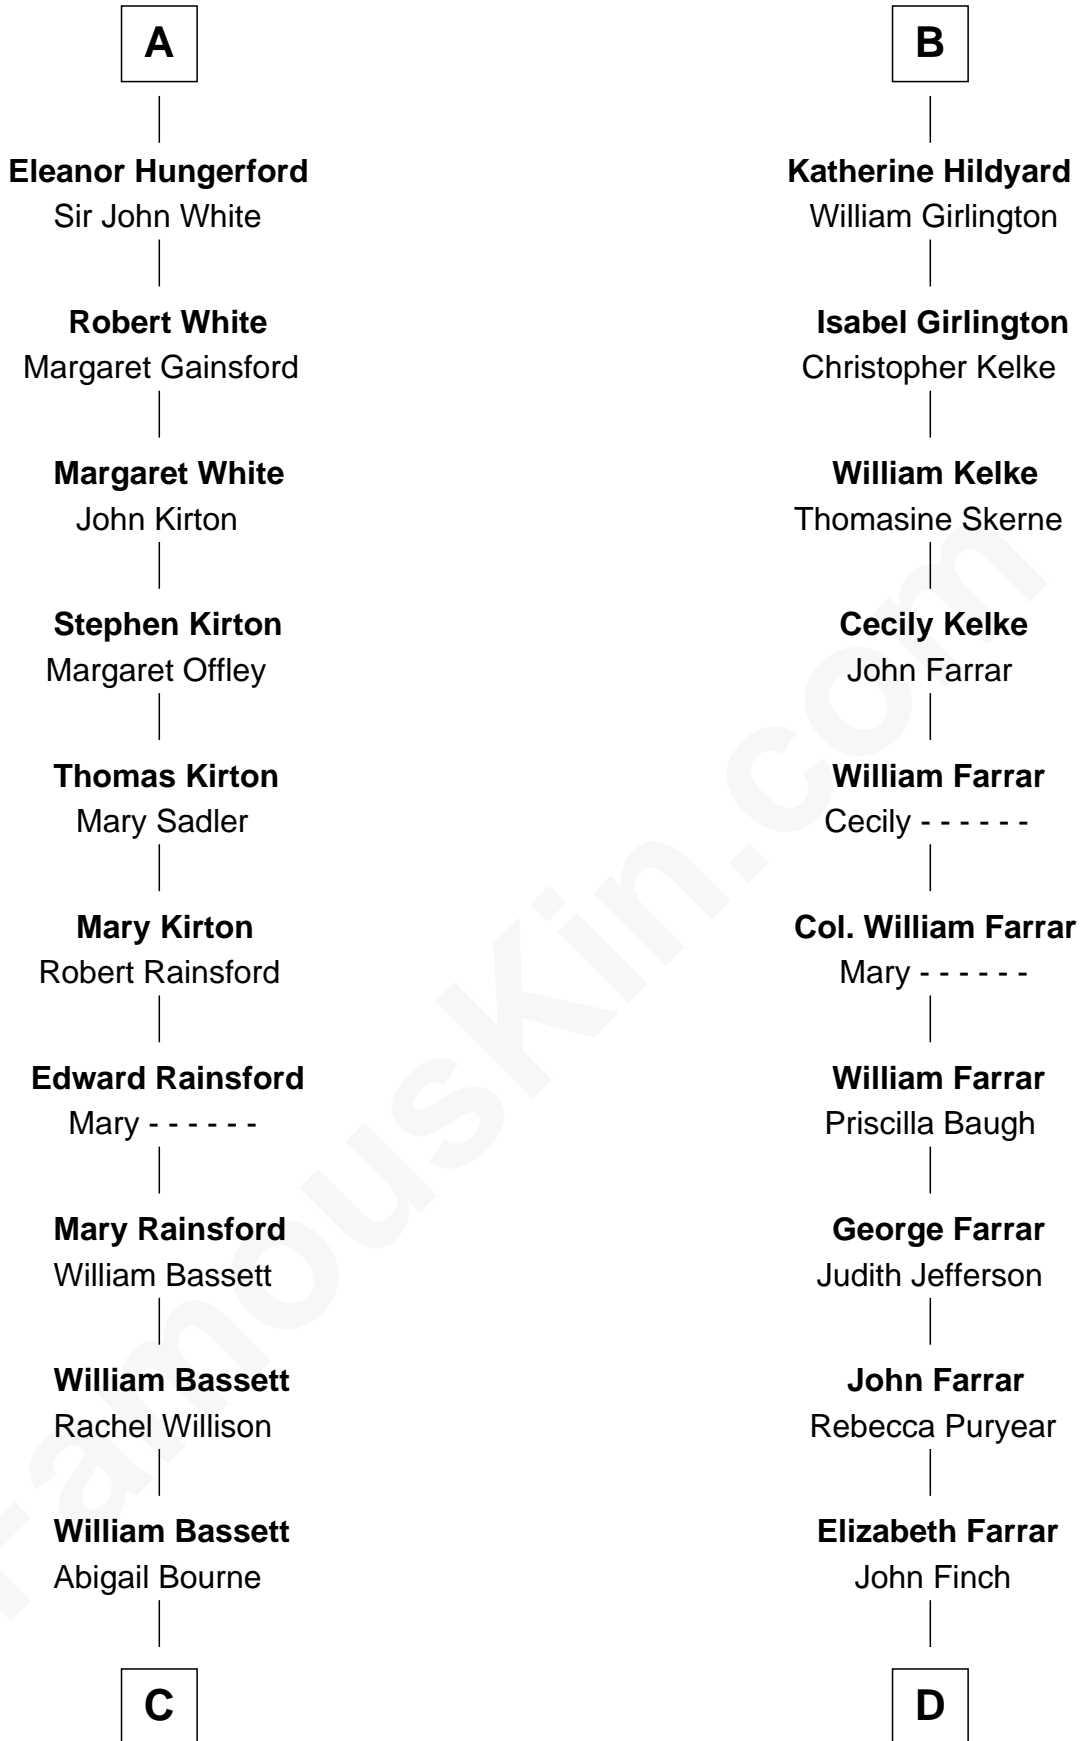 A
Eleanor Hungerford
Sir John White
Robert White
Margaret Gainsford
Margaret White
John Kirton
Stephen Kirton
Margaret Offley
Thomas Kirton
Mary Sadler
Mary Kirton
Robert Rainsford
Edward Rainsford
Mary - - - - - -
Mary Rainsford
William Bassett
William Bassett
Rachel Willison
William Bassett
Abigail Bourne
C
B
Katherine Hildyard
William Girlington
Isabel Girlington
Christopher Kelke
William Kelke
Thomasine Skerne
Cecily Kelke
John Farrar
William Farrar
Cecily - - - - - -
Col. William Farrar
Mary - - - - - -
William Farrar
Priscilla Baugh
George Farrar
Judith Jefferson
John Farrar
Rebecca Puryear
Elizabeth Farrar
John Finch
D
FamousKin.com